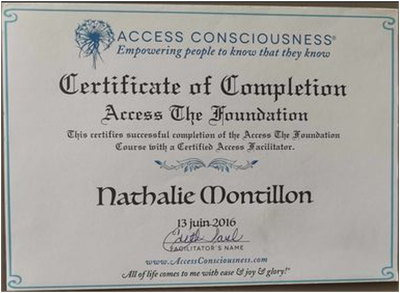 ACCESS CONSCIOUSNESS®
Empowering people to know that they know
Certificate of Completion
Access The Foundation
This certifies successful completion of the Access The Foundation
Course with a Certified Access Facilitator.
Nathalie Montillon
13 juin 2016
FACILITATOR'S NAME
www.AccessConsciousness.com
All of life comes to me with ease & joy & glory!®